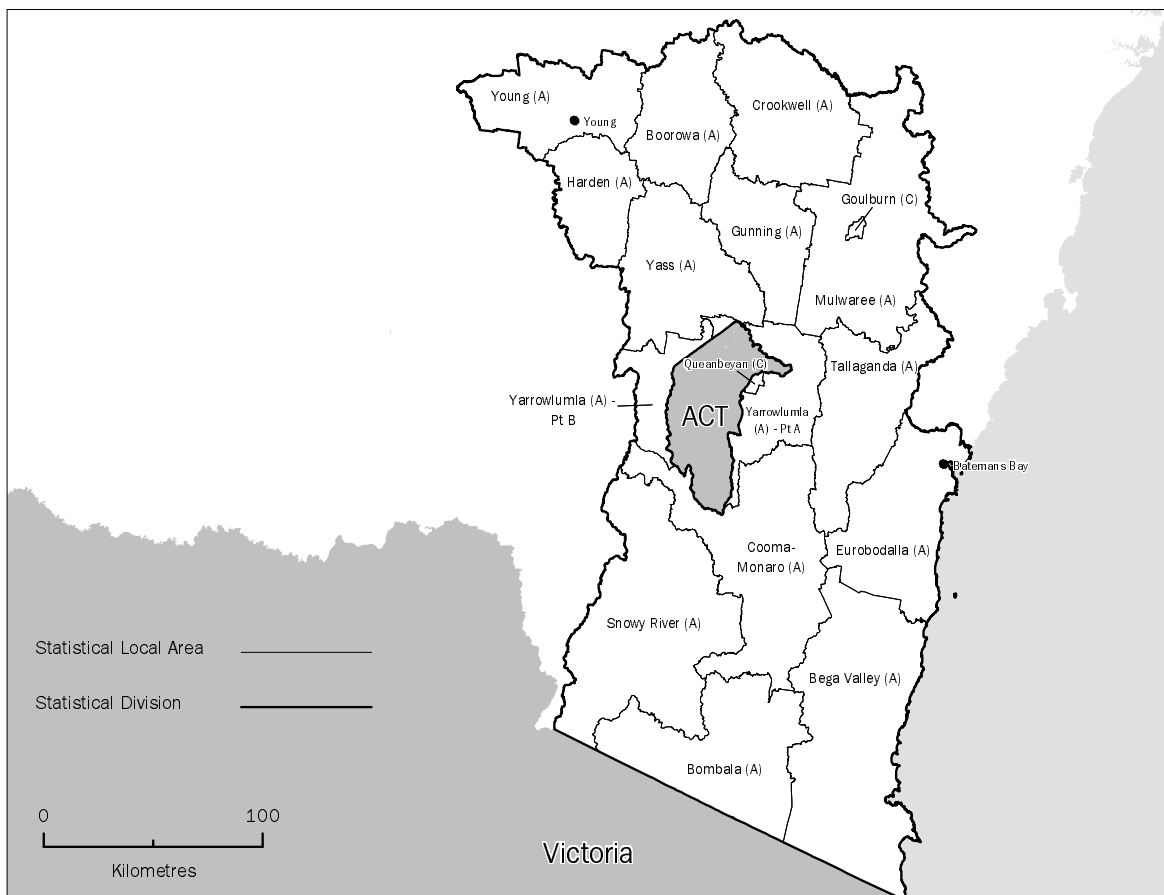 Young (A)
Young
Boorowa (A)
Crookwell (A)
Harden (A)
Goulburn (C)
Gunning (A)
Yass (A)
Mulwaree (A)
Queanbeyan (C)
Tallaganda (A)
Yarrowlumla (A) -
Pt B
ACT
Yarrowlumla
(A) - Pt A
Batemans Bay
Cooma-
Monaro (A)
Eurobodalla (A)
Snowy River (A)
Bega Valley (A)
Bombala (A)
Statistical Local Area
Statistical Division
0 100
Kilometres
Victoria